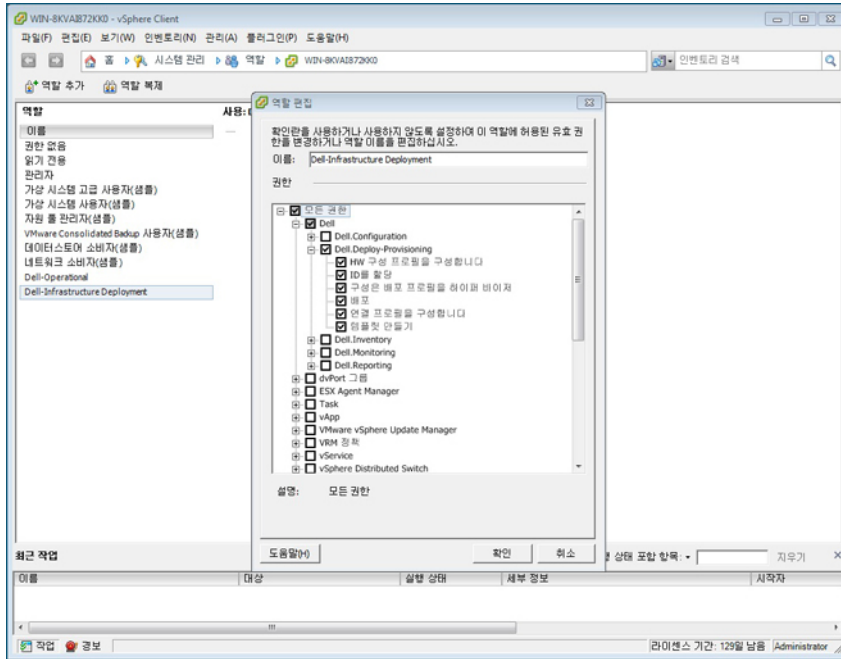 WIN-8KVAIB72KK0 - vSphere Client
파일(F) 편집(E) 보기(W) 인벤토리(N) 관리(A) 플러그인(P) 도움말(H)
홈 시스템 관리 역할 WIN-8KVAIB72KK0
인벤토리 검색
역할 추가 역할 복제
역할
사용:
이름
권한 없음
읽기 전용
관리자
가상 시스템 고급 사용자(샘플)
가상 시스템 사용자(샘플)
자원 풀 관리자(샘플)
VMware Consolidated Backup 사용자(샘플)
데이터스토어 소비자(샘플)
네트워크 소비자(샘플)
Dell-Operational
Dell-Infrastructure Deployment
역할 편집
확인란을 사용하거나 사용하지 않도록 설정하여 이 역할에 허용된 유효 권
한을 변경하거나 역할 이름을 편집하십시오.
이름: Dell-Infrastructure Deployment
권한
모든 권한
Dell
Dell.Configuration
Dell.Deploy-Provisioning
HW 구성 프로필을 구성합니다
ID를 할당
구성은 배포 프로필을 하이퍼 바이저
배포
연결 프로필을 구성합니다
템플릿 만들기
Dell.Inventory
Dell.Monitoring
Dell.Reporting
dvPort 그룹
ESX Agent Manager
Task
vApp
VMware vSphere Update Manager
VRM 정책
vService
vSphere Distributed Switch
설명: 모든 권한
도움말(H) 확인 취소
최근 작업
상태 포함 항목: 지우기
이름 대상 실행 상태 세부 정보 시작자
작업 경보
라이센스 기간: 129일 남음 Administrator